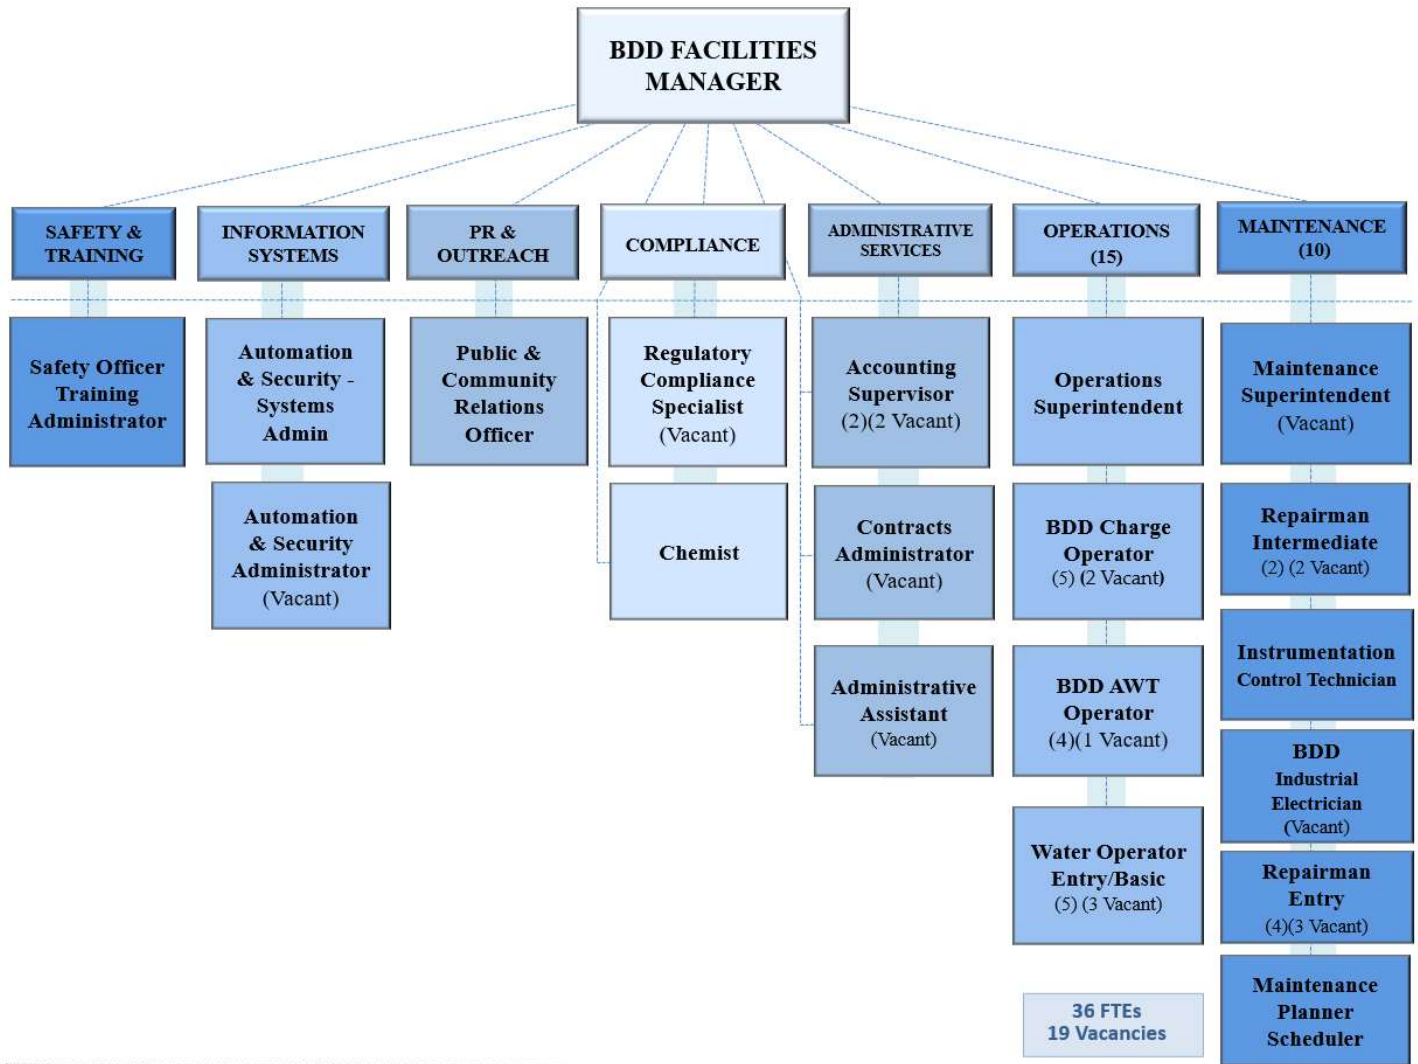 BDD FACILITIES
MANAGER
SAFETY &
TRAINING
INFORMATION
SYSTEMS
PR &
OUTREACH
COMPLIANCE
ADMINISTRATIVE
SERVICES
OPERATIONS
(15)
MAINTENANCE
(10)
Safety Officer
Training
Administrator
Automation
& Security -
Systems
Admin
Automation
& Security
Administrator
(Vacant)
Public &
Community
Relations
Officer
Regulatory
Compliance
Specialist
(Vacant)
Chemist
Accounting
Supervisor
(2)(2 Vacant)
Contracts
Administrator
(Vacant)
Administrative
Assistant
(Vacant)
Operations
Superintendent
BDD Charge
Operator
(5) (2 Vacant)
BDD AWT
Operator
(4)(1 Vacant)
Water Operator
Entry/Basic
(5) (3 Vacant)
Maintenance
Superintendent
(Vacant)
Repairman
Intermediate
(2) (2 Vacant)
Instrumentation
Control Technician
BDD
Industrial
Electrician
(Vacant)
Repairman
Entry
(4)(3 Vacant)
Maintenance
Planner
Scheduler
36 FTEs
19 Vacancies